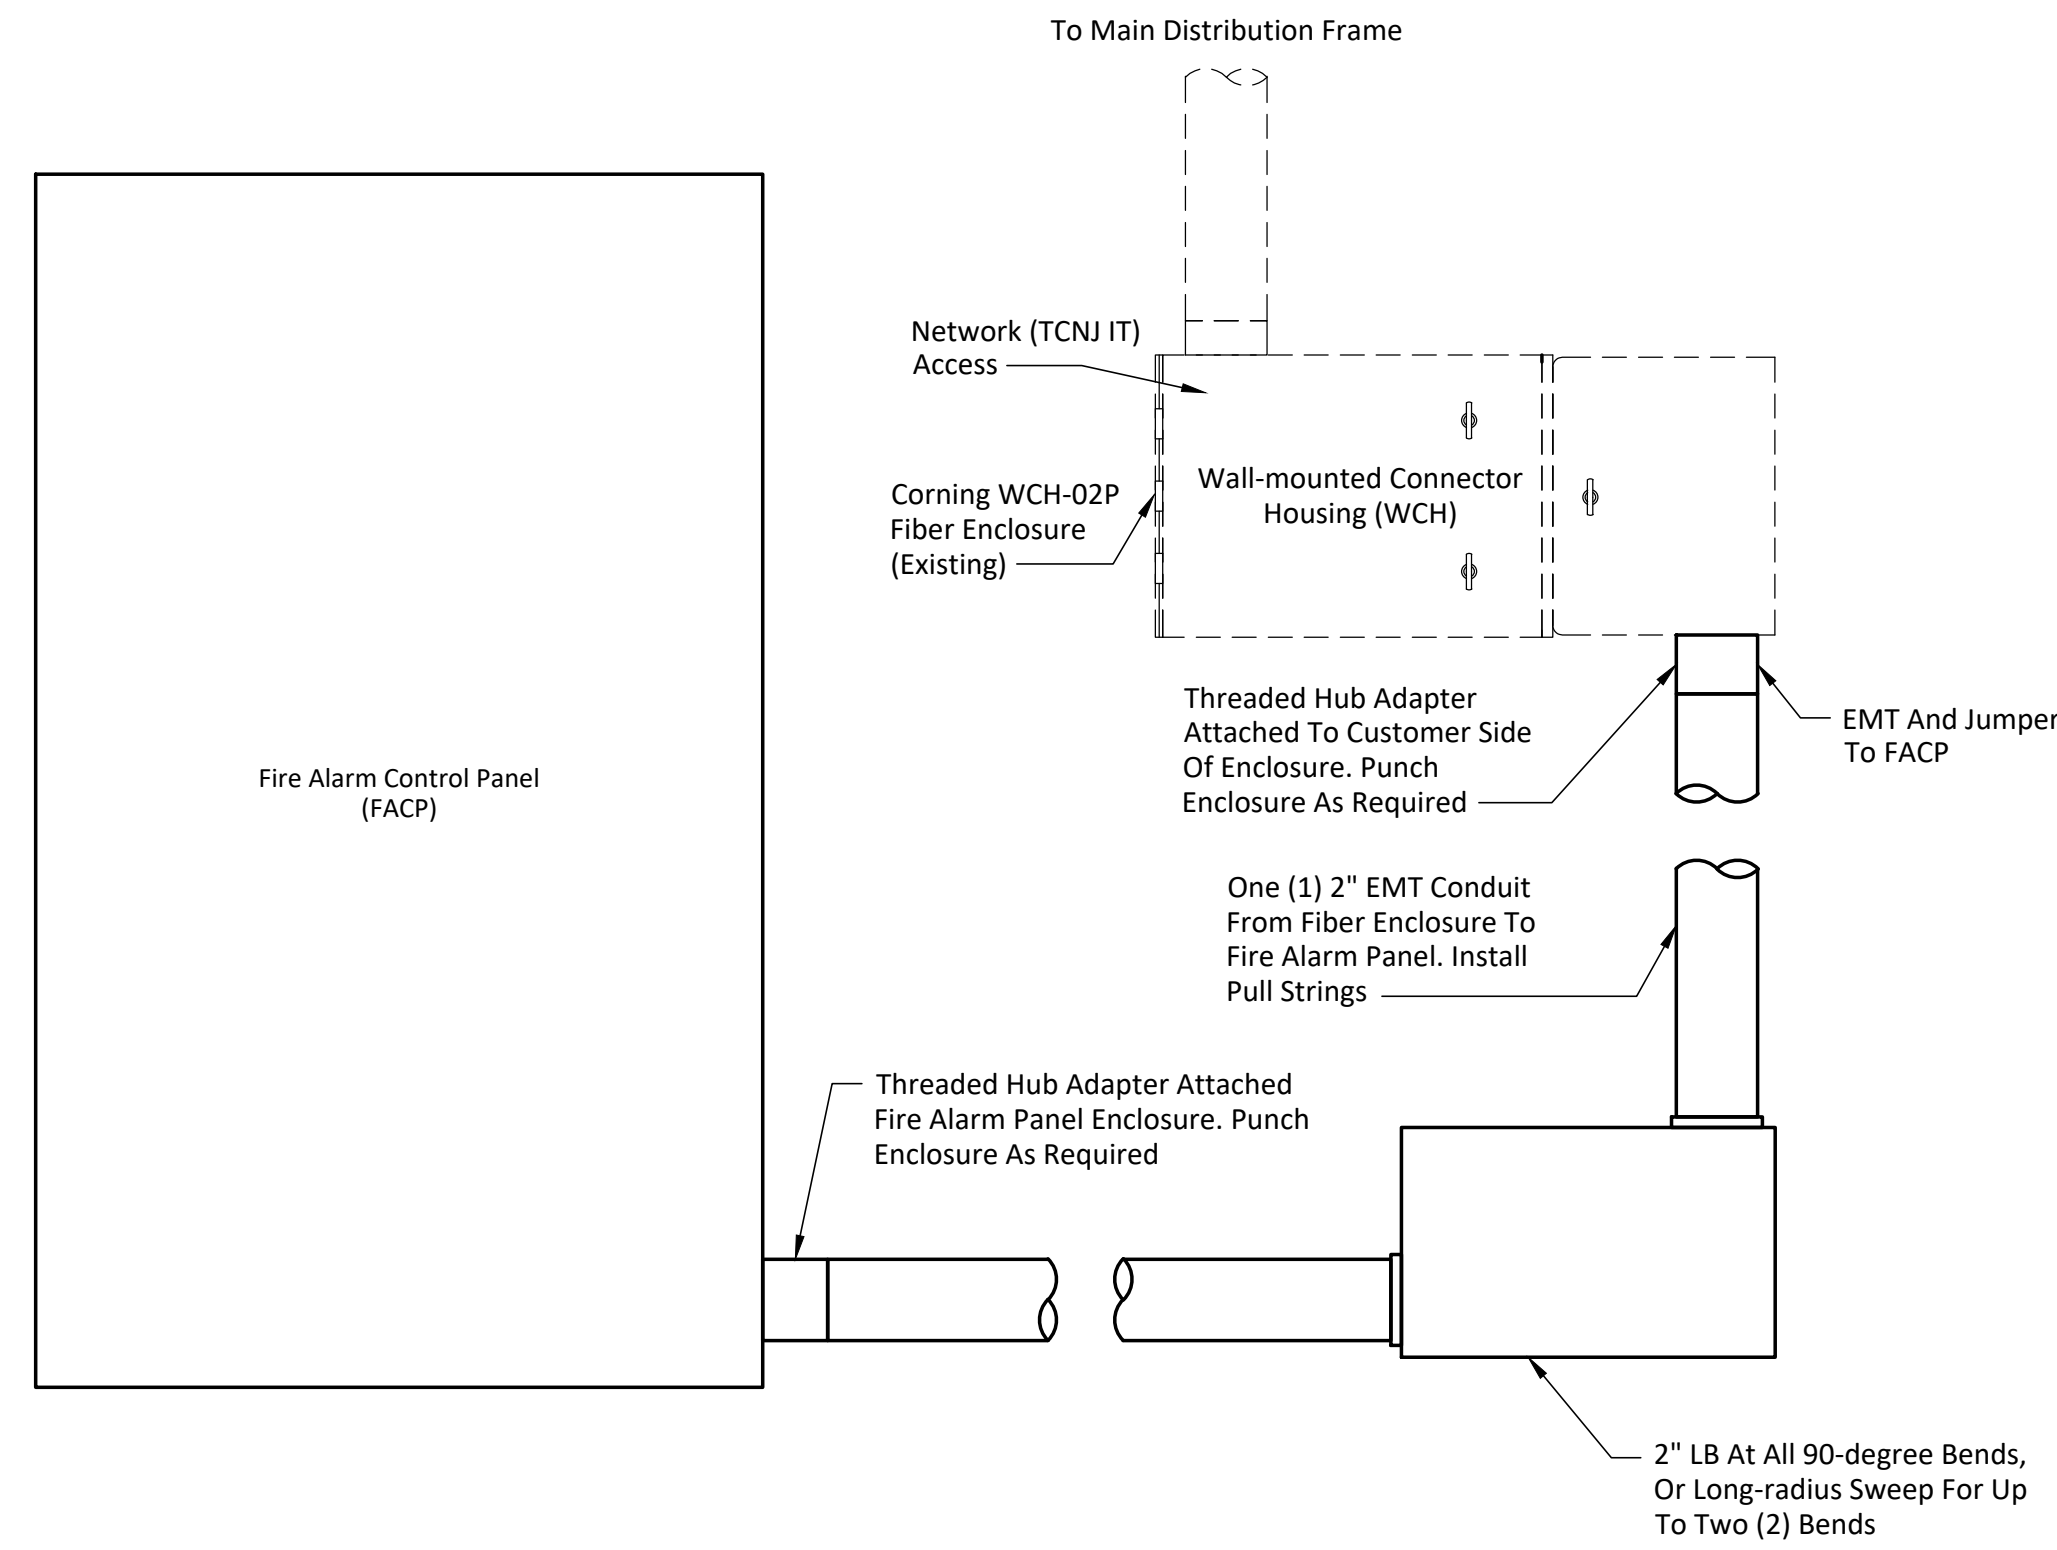 To Main Distribution Frame
Network (TCNJ IT)
Access
Corning WCH-02P
Fiber Enclosure
(Existing)
Wall-mounted Connector
Housing (WCH)
Threaded Hub Adapter
Attached To Customer Side
Of Enclosure. Punch
Enclosure As Required
EMT And Jumper
To FACP
Fire Alarm Control Panel
(FACP)
One (1) 2" EMT Conduit
From Fiber Enclosure To
Fire Alarm Panel. Install
Pull Strings
Threaded Hub Adapter Attached
Fire Alarm Panel Enclosure. Punch
Enclosure As Required
2" LB At All 90-degree Bends,
Or Long-radius Sweep For Up
To Two (2) Bends